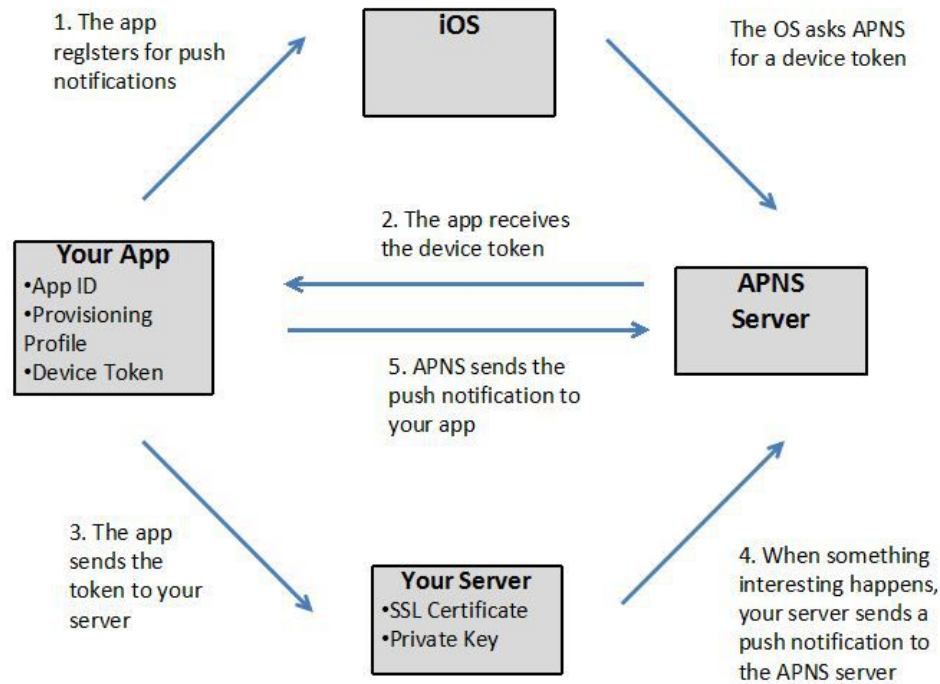 1. The app
reglsters for push
notifications
iOS
The OS asks APNS
for a device token
2. The app receives
the device token
Your App
•App ID
•Provisioning
Profile
•Device Token
APNS
Server
5. APNS sends the
push notification to
your app
3. The app
sends the
token to your
server
Your Server
•SSL Certificate
•Private Key
4. When something
interesting happens,
your server sends a
push notification to
the APNS server